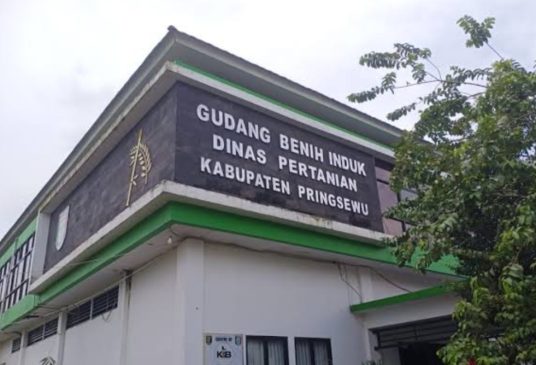 GUDANG BENIH INDUK
DINAS PERTANIAN
KABUPATEN PRINGSEWU